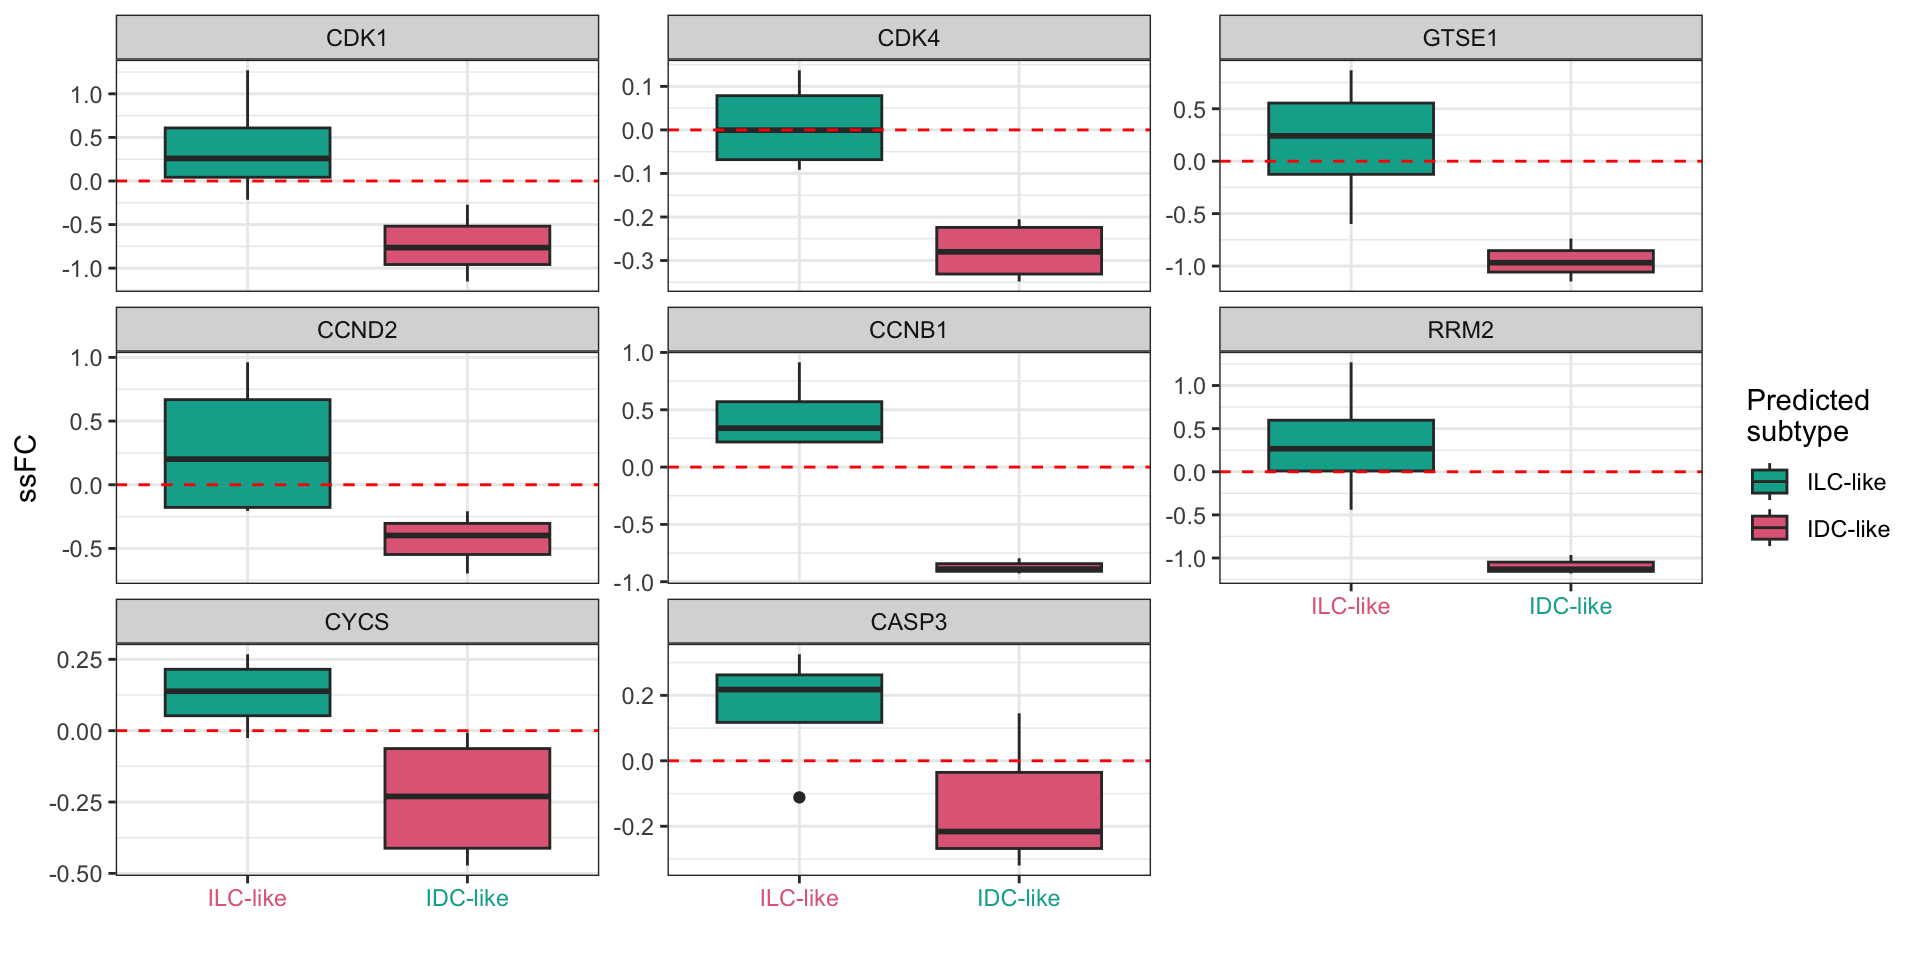 CDK1
CDK4
GTSE1
1.0
0.5
0.0
-0.5
-1.0
0.1
0.0
-0.1
-0.2
-0.3
0.5
0.0
-0.5
-1.0
CCND2
CCNB1
RRM2
1.0
0.5
0.0
-0.5
1.0
0.5
0.0
-0.5
-1.0
1.0
0.5
0.0
-0.5
-1.0
ILC-like
IDC-like
CYCS
CASP3
0.25
0.00
-0.25
-0.50
0.2
0.0
-0.2
ILC-like
IDC-like
ILC-like
IDC-like
ssFC
Predicted
subtype
ILC-like
IDC-like